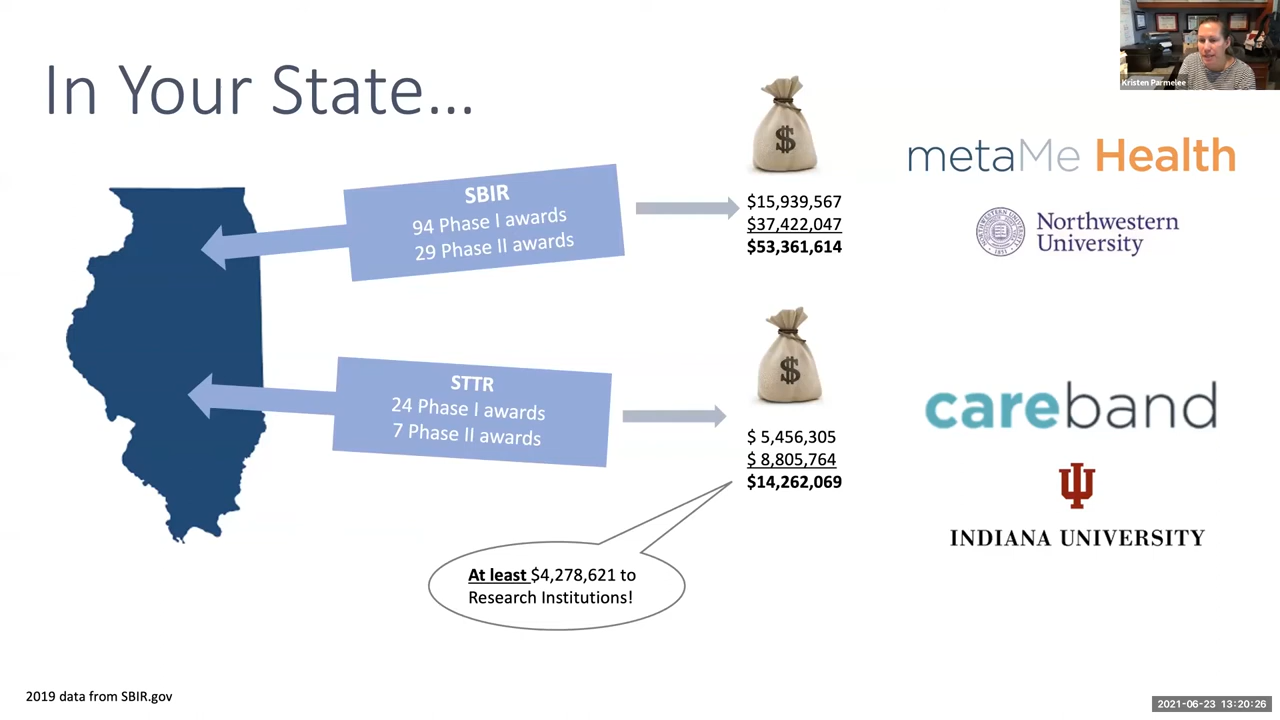 In Your State...
Kristen Parmelee
SBIR
94 Phase I awards
29 Phase II awards
$
$15,939,567
$37,422,047
$53,361,614
metaMe Health
Northwestern
University
STTR
24 Phase I awards
7 Phase II awards
$
$ 5,456,305
$ 8,805,764
$14,262,069
careband
INDIANA UNIVERSITY
At least $4,278,621 to
Research Institutions!
2019 data from SBIR.gov
2021-06-23 13:20:26